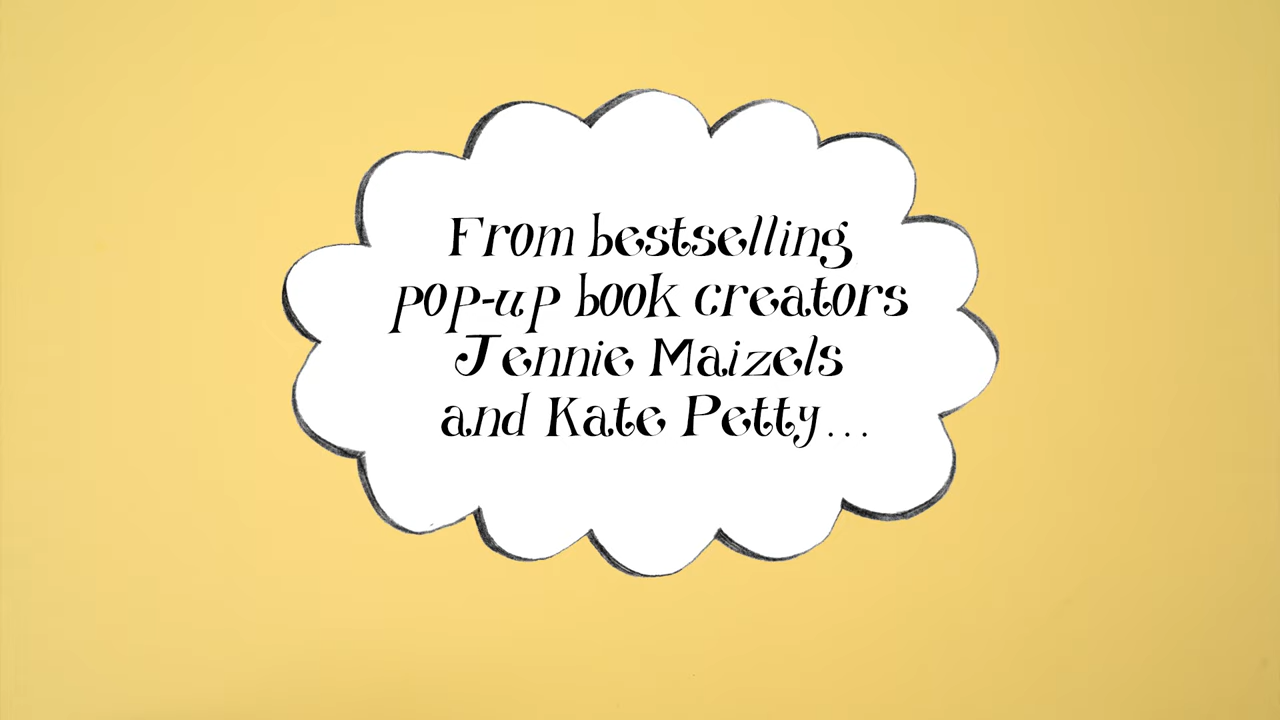 From bestselling
pop-up book creators
Jennie Maizels
and Kate Petty...